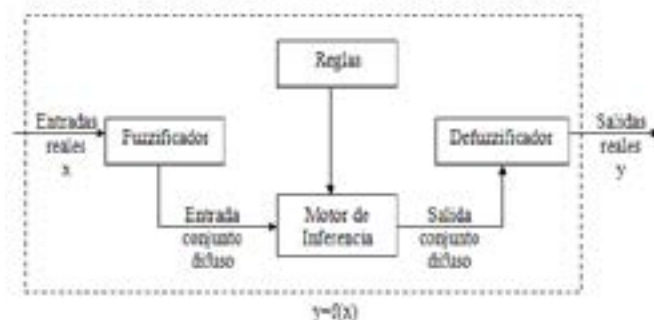 Reglas
Entradas
reales
x
Fuzzificador
Defuzzificador
Salidas
reales
y
Entrada
conjunto
difuso
Motor de
Inferencia
Salida
conjunto
difuso
y=f(x)